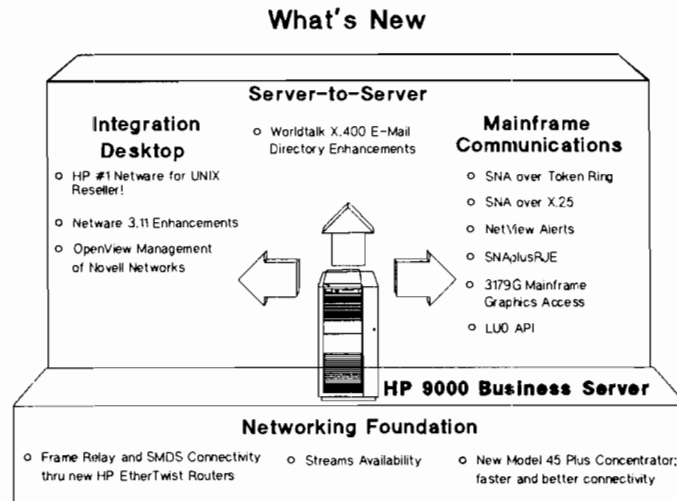 What's New
Server-to-Server
o Worldtalk X.400 E-Mail
Directory Enhancements
Integration
Desktop
o HP #1 Netware for UNIX
Reseller!
o Netware 3.11 Enhancements
o OpenView Management
of Novell Networks
Mainframe
Communications
o SNA over Token Ring
o SNA over X.25
o NetView Alerts
o SNAplusRJE
o 3179G Mainframe
Graphics Access
o LU0 API
HP 9000 Business Server
Networking Foundation
o Frame Relay and SMDS Connectivity
thru new HP EtherTwist Routers
o Streams Availability
o New Model 45 Plus Concentrator;
faster and better connectivity